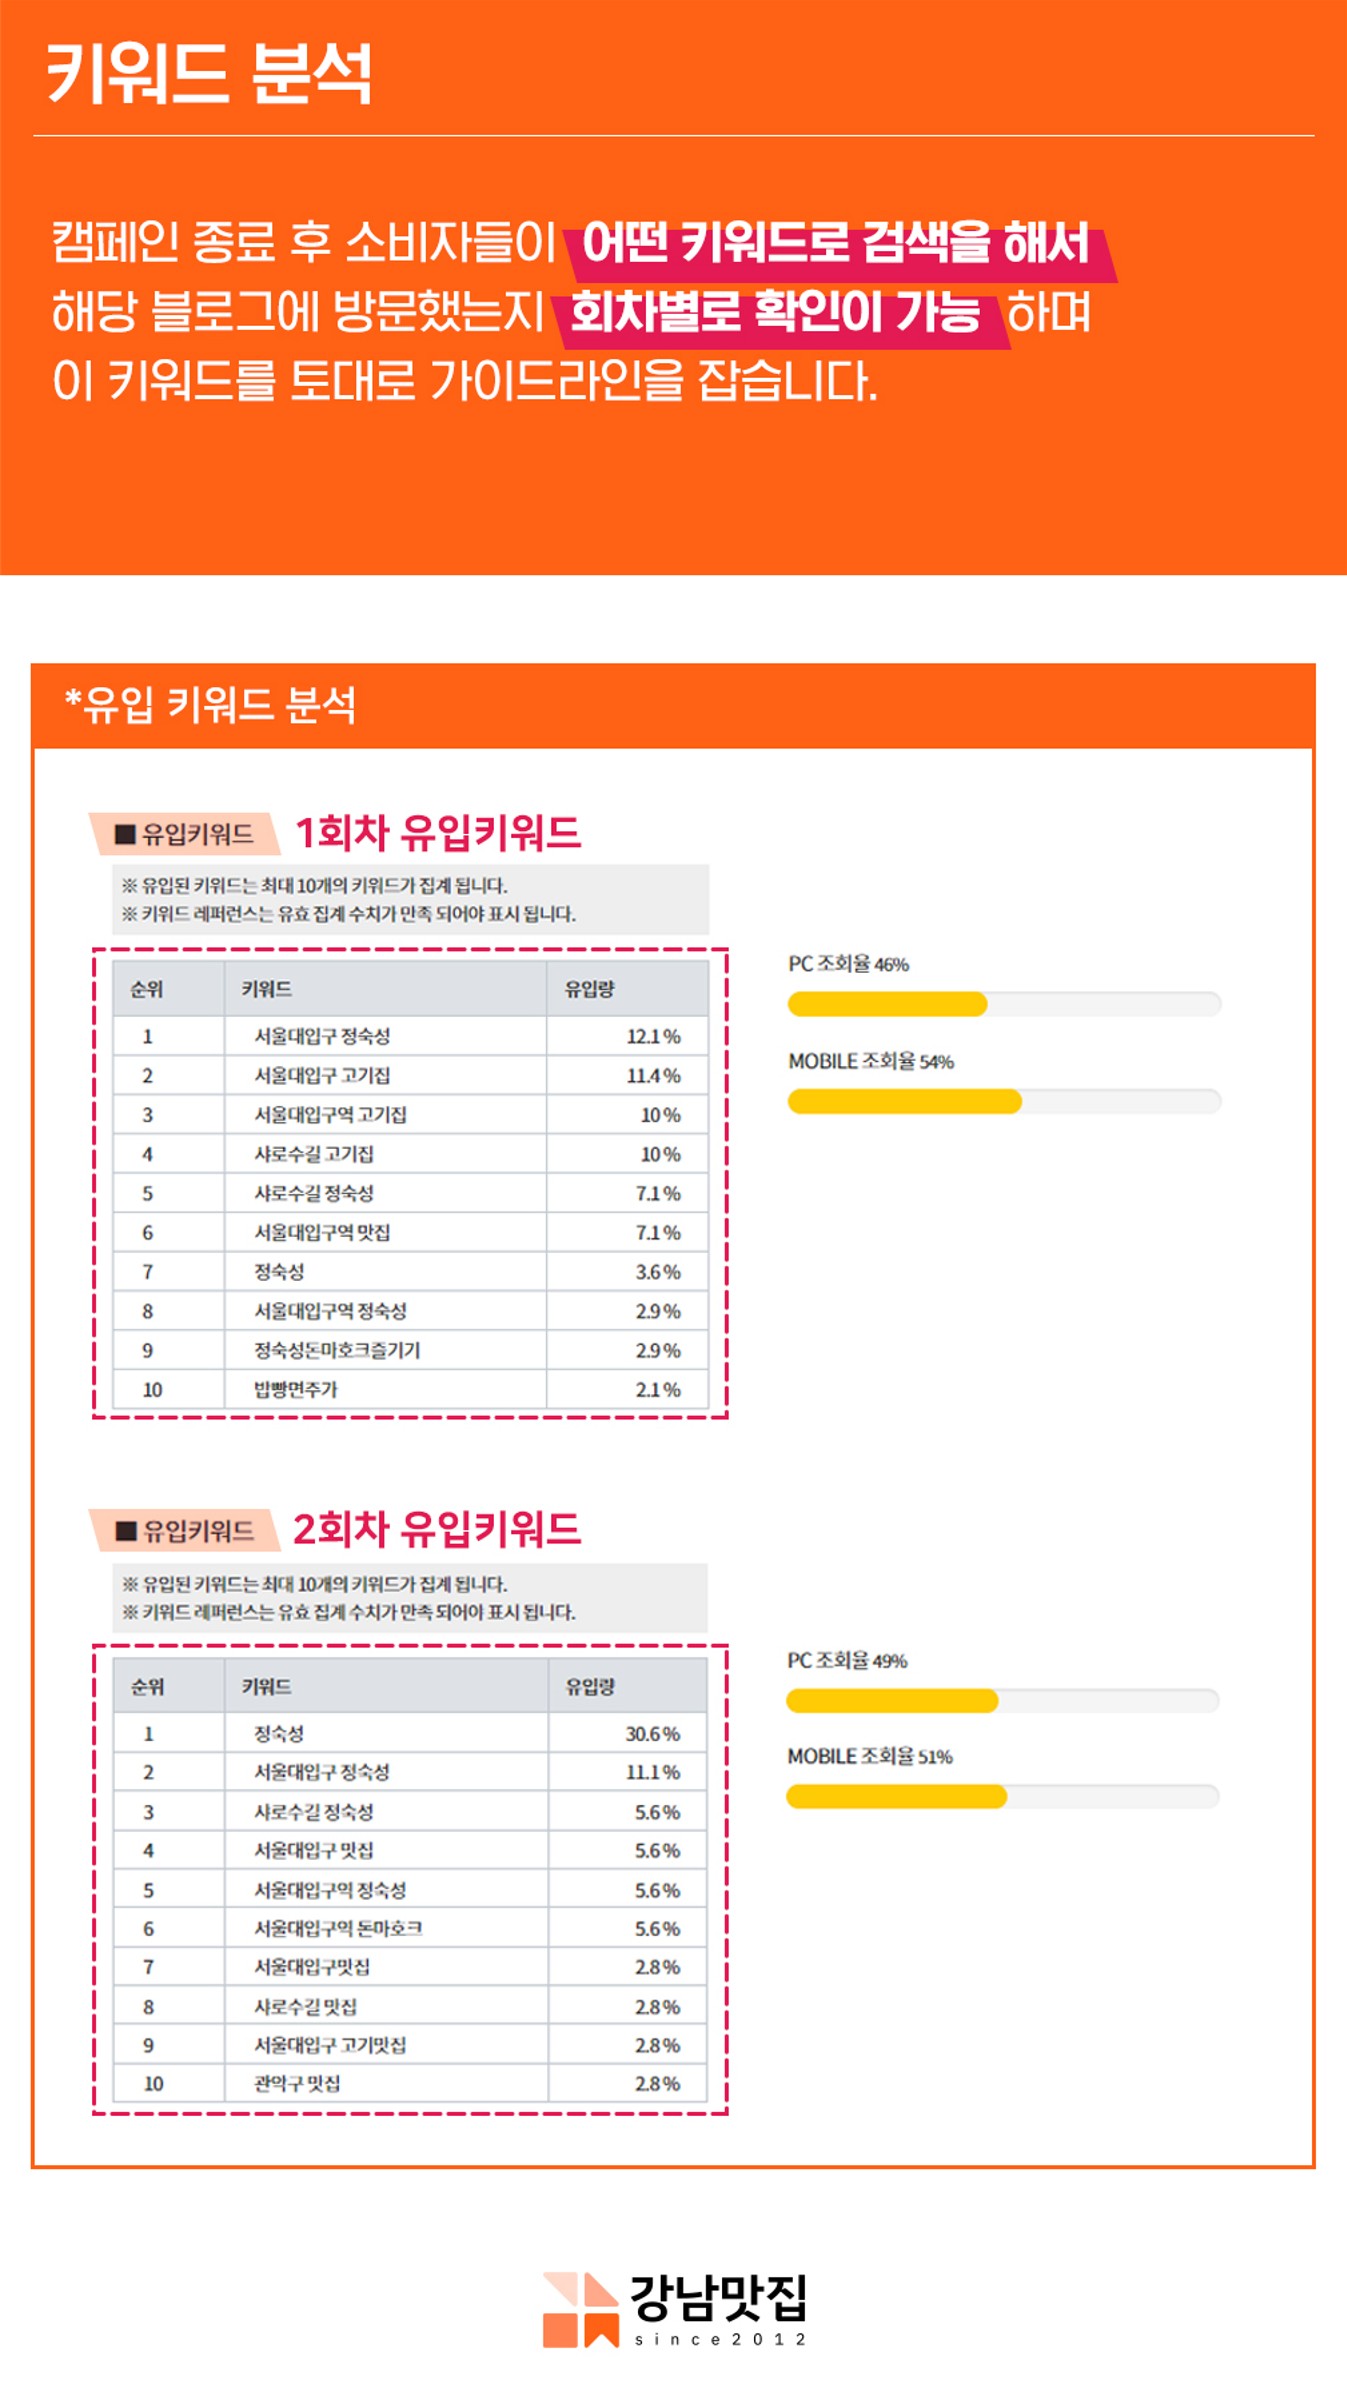 키워드 분석
캠페인 종료 후 소비자들이 어떤 키워드로 검색을 해서
해당 블로그에 방문했는지 회차별로 확인이 가능 하며
이 키워드를 토대로 가이드라인을 잡습니다.
*유입 키워드 분석
■ 유입키워드 1회차 유입키워드
※ 유입된 키워드는 최대 10개의 키워드가 집계 됩니다.
※ 키워드 레퍼런스는 유효 집계 수치가 만족 되어야 표시 됩니다.
순위 키워드 유입량
1 서울대입구 정숙성 12.1 %
2 서울대입구 고기집 11.4 %
3 서울대입구역 고기집 10 %
4 샤로수길 고기집 10 %
5 샤로수길 정숙성 7.1 %
6 서울대입구역 맛집 7.1 %
7 정숙성 3.6 %
8 서울대입구역 정숙성 2.9 %
9 정숙성돈마호크즐기기 2.9 %
10 밥빵면주가 2.1 %
PC 조회율 46%
MOBILE 조회율 54%
■ 유입키워드 2회차 유입키워드
※ 유입된 키워드는 최대 10개의 키워드가 집계 됩니다.
※ 키워드 레퍼런스는 유효 집계 수치가 만족 되어야 표시 됩니다.
순위 키워드 유입량
1 정숙성 30.6 %
2 서울대입구 정숙성 11.1 %
3 샤로수길 정숙성 5.6 %
4 서울대입구 맛집 5.6 %
5 서울대입구역 정숙성 5.6 %
6 서울대입구역 돈마호크 5.6 %
7 서울대입구맛집 2.8 %
8 샤로수길 맛집 2.8 %
9 서울대입구 고기맛집 2.8 %
10 관악구 맛집 2.8 %
PC 조회율 49%
MOBILE 조회율 51%
강남맛집
since2012